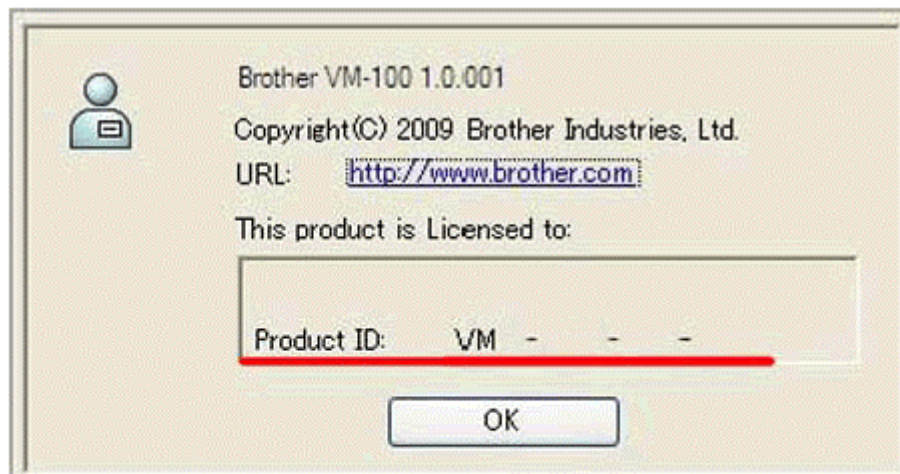 Brother VM-100 1.0.001
Copyright(C) 2009 Brother Industries, Ltd.
URL: http://www.brother.com
This product is Licensed to:
Product ID: VM - - -
OK